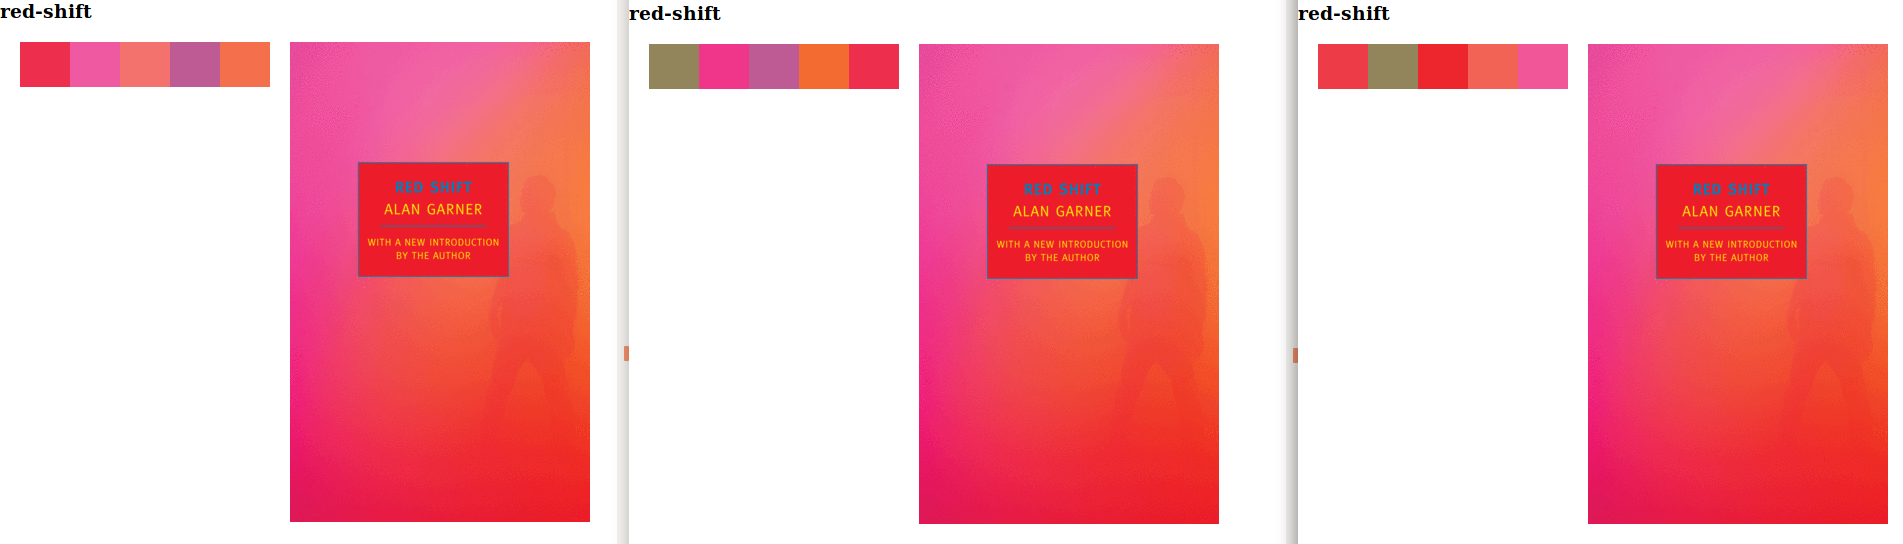 red-shift
RED SHIFT
ALAN GARNER
WITH A NEW INTRODUCTION
BY THE AUTHOR
red-shift
RED SHIFT
ALAN GARNER
WITH A NEW INTRODUCTION
BY THE AUTHOR
red-shift
RED SHIFT
ALAN GARNER
WITH A NEW INTRODUCTION
BY THE AUTHOR